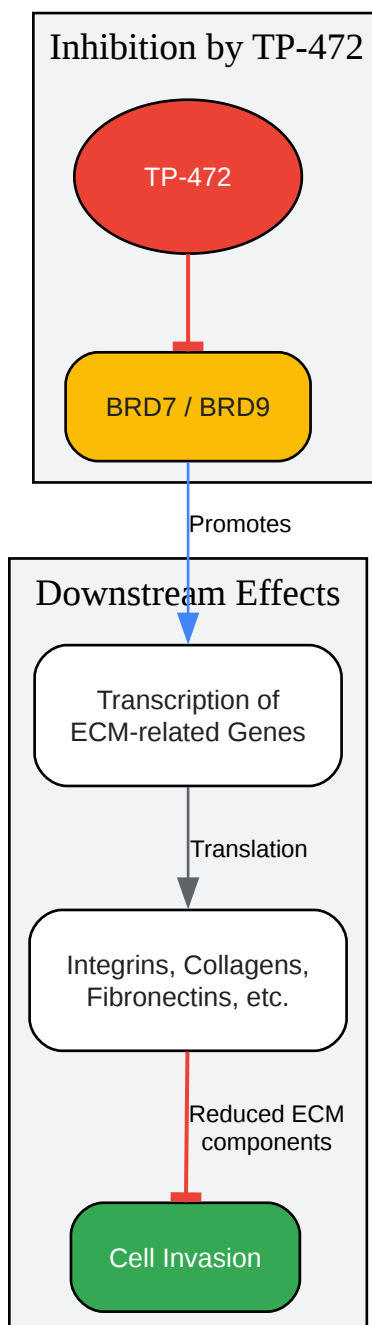 Inhibition by TP-472
TP-472
BRD7 / BRD9
Promotes
Downstream Effects
Transcription of
ECM-related Genes
Translation
Integrins, Collagens,
Fibronectins, etc.
Reduced ECM
components
Cell Invasion